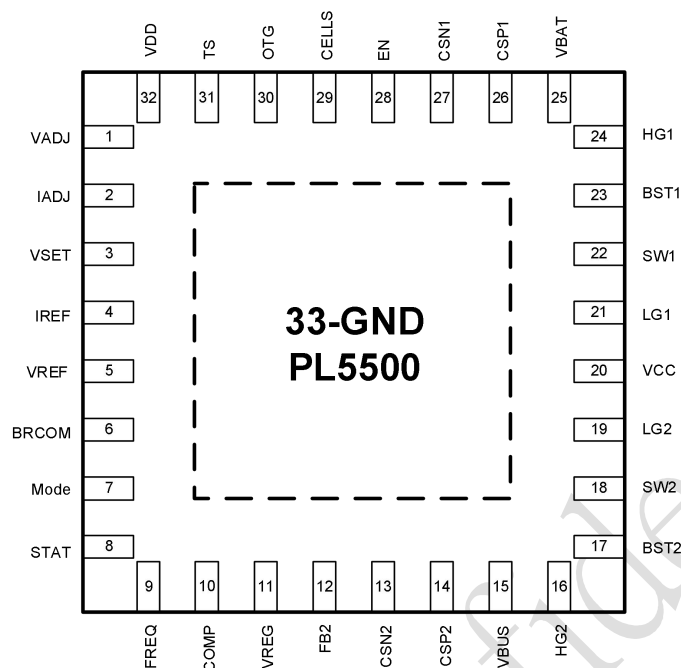 VDD
TS
OTG
CELLS
EN
CSN1
CSP1
VBAT
32
31
30
29
28
27
26
25
VADJ 1
24 HG1
IADJ 2
23 BST1
VSET 3
22 SW1
IREF 4
21 LG1
33-GND
PL5500
VREF 5
20 VCC
BRCOM 6
19 LG2
Mode 7
18 SW2
STAT 8
17 BST2
9
10
11
12
13
14
15
16
FREQ
COMP
VREG
FB2
CSN2
CSP2
VBUS
HG2
fide